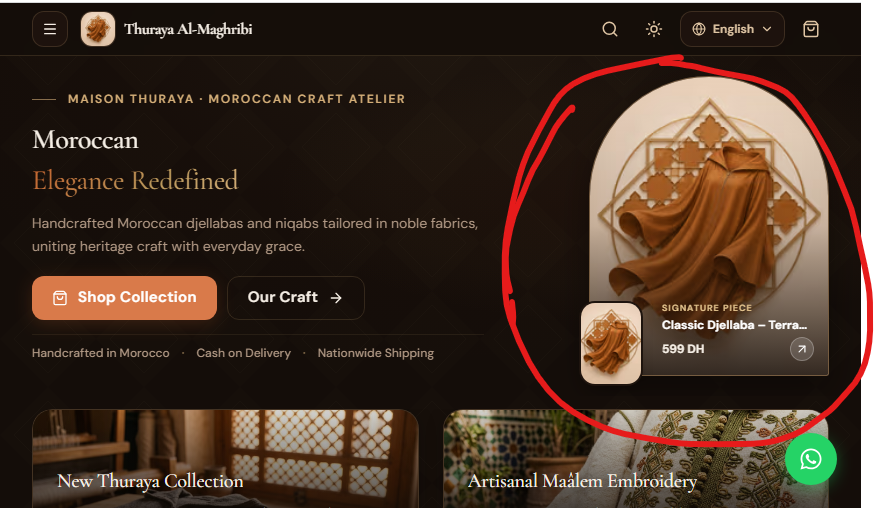 Thuraya Al-Maghribi
English
MAISON THURAYA · MOROCCAN CRAFT ATELIER
Moroccan
Elegance Redefined
Handcrafted Moroccan djellabas and niqabs tailored in noble fabrics,
uniting heritage craft with everyday grace.
Shop Collection
Our Craft
SIGNATURE PIECE
Classic Djellaba – Terra...
599 DH
Handcrafted in Morocco · Cash on Delivery · Nationwide Shipping
New Thuraya Collection
Artisanal Maâlem Embroidery